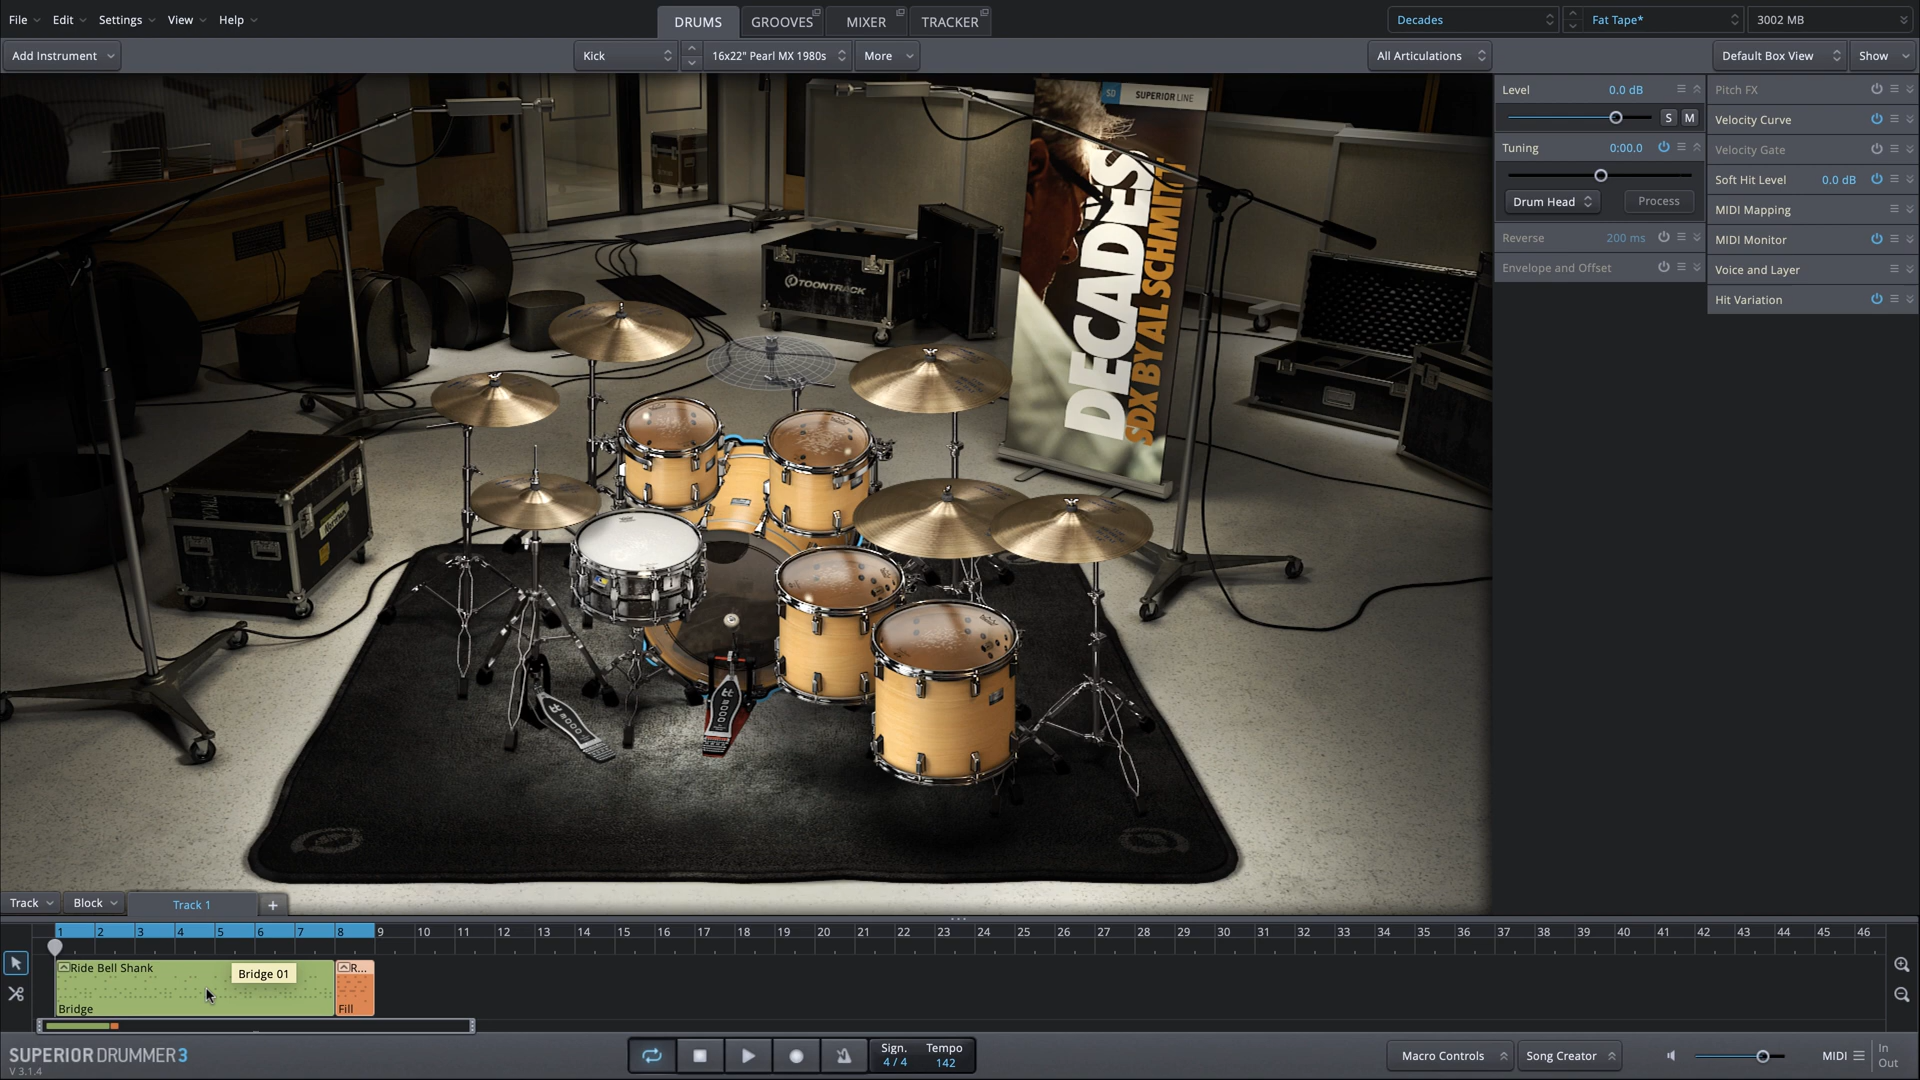 File Edit Settings View Help
DRUMS GROOVES MIXER TRACKER
Decades Fat Tape* 3002 MB
Add Instrument Kick 16x22" Pearl MX 1980s More All Articulations Default Box View Show
Level 0.0 dB
S M
Tuning 0:00.0
Drum Head Process
Reverse 200 ms
Envelope and Offset
Pitch FX
Velocity Curve
Velocity Gate
Soft Hit Level 0.0 dB
MIDI Mapping
MIDI Monitor
Voice and Layer
Hit Variation
SD SUPERIOR LINE
DECADES
SDX BY AL SCHMITT
TOONTRACK
Track Block Track 1 +
1 2 3 4 5 6 7 8 9 10 11 12 13 14 15 16 17 18 19 20 21 22 23 24 25 26 27 28 29 30 31 32 33 34 35 36 37 38 39 40 41 42 43 44 45 46
Ride Bell Shank Bridge 01 R...
Bridge Fill
SUPERIOR DRUMMER 3
V 3.1.4
Sign. 4 / 4
Tempo 142
Macro Controls Song Creator MIDI In Out